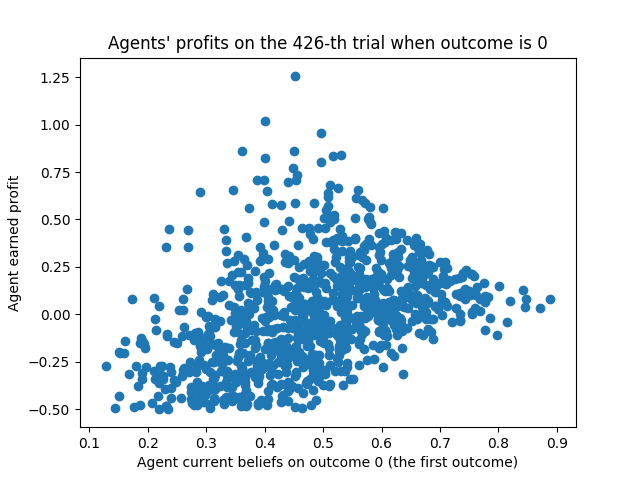 Agents' profits on the 426-th trial when outcome is 0
1.25
1.00
0.75
0.50
0.25
0.00
−0.25
−0.50
Agent earned profit
0.1 0.2 0.3 0.4 0.5 0.6 0.7 0.8 0.9
Agent current beliefs on outcome 0 (the first outcome)